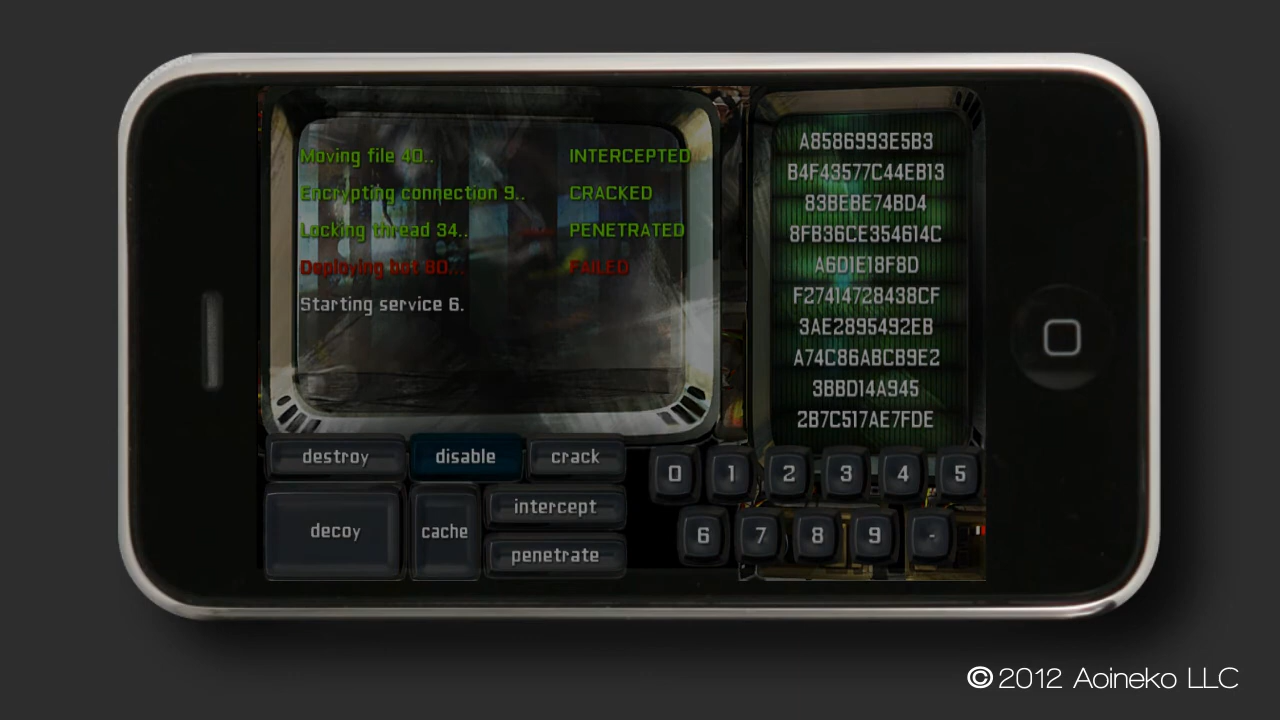 Moving file 40.. INTERCEPTED
Encrypting connection 9.. CRACKED
Locking thread 34.. PENETRATED
Deploying bot 80... FAILED
Starting service 6.
A8586993E5B3
B4F43577C44EB13
838EBE74BD4
8FB36CE354614C
A6D1E18F8D
F27414728438CF
3AE2895492EB
A74C86ABCB9E2
3BBD14A945
2B7C517AE7FDE
destroy disable crack
decoy cache intercept
penetrate
0 1 2 3 4 5
6 7 8 9 -
© 2012 Aoineko LLC